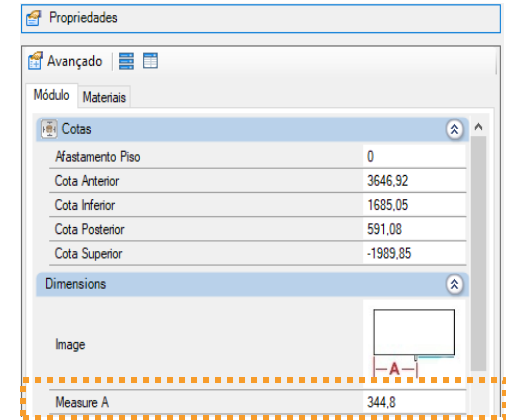 Propriedades
Avançado
Módulo Materiais
Cotas
Afastamento Piso 0
Cota Anterior 3646,92
Cota Inferior 1685,05
Cota Posterior 591,08
Cota Superior -1989,85
Dimensions
Image
A
Measure A 344,8